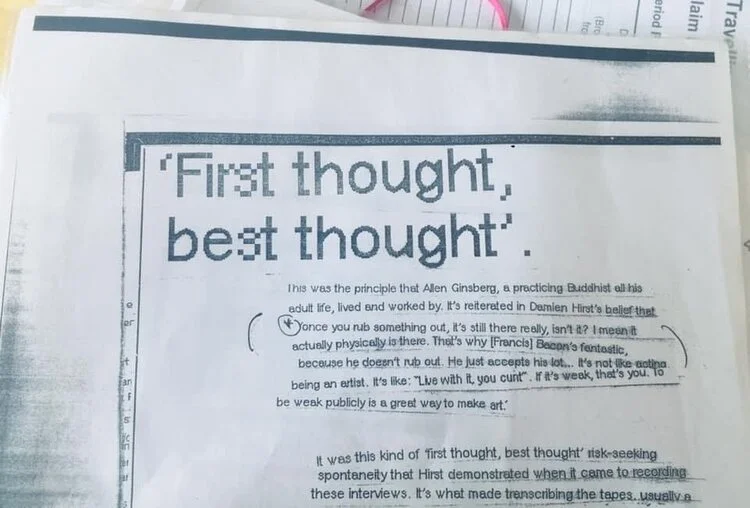 Travell
laim
eriod F
'First thought,
best thought'.
This was the principle that Allen Ginsberg, a practicing Buddhist all his
adult life, lived and worked by. It's reiterated in Damien Hirst's belief that
'once you rub something out, it's still there really, isn't it? I mean it
actually physically is there. That's why [Francis] Bacon's fantastic,
because he doesn't rub out. He just accepts his lot... It's not like acting
being an artist. It's like: "Live with it, you cunt". If it's weak, that's you. To
be weak publicly is a great way to make art.'
It was this kind of 'first thought, best thought' risk-seeking
spontaneity that Hirst demonstrated when it came to recording
these interviews. It's what made transcribing the tapes, usually a